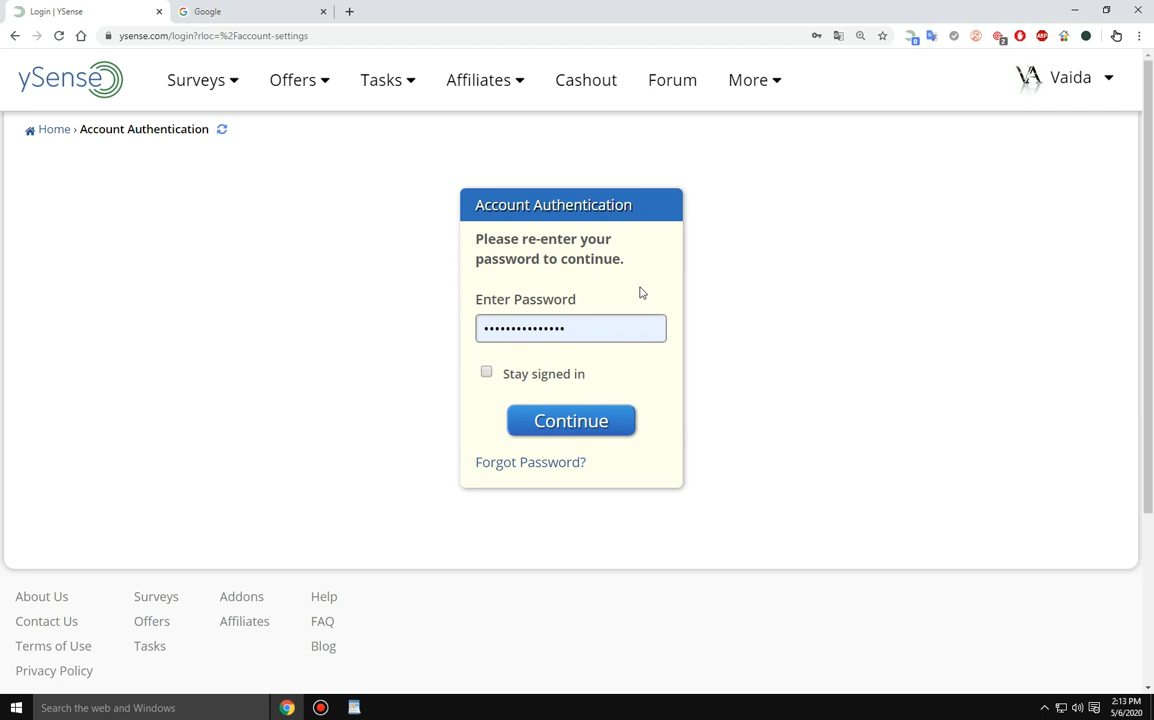 Login | YSense
Google
ysense.com/login?rloc=%2Faccount-settings
ySense
Surveys
Offers
Tasks
Affiliates
Cashout
Forum
More
VA
Vaida
Home › Account Authentication
Account Authentication
Please re-enter your
password to continue.
Enter Password
•••••••••••••••
Stay signed in
Continue
Forgot Password?
About Us
Surveys
Addons
Help
Contact Us
Offers
Affiliates
FAQ
Terms of Use
Tasks
Blog
Privacy Policy
Search the web and Windows
2:13 PM
5/6/2020